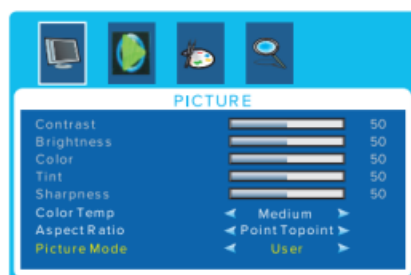 PICTURE
Contrast 50
Brightness 50
Color 50
Tint 50
Sharpness 50
Color Temp Medium
Aspect Ratio Point Topoint
Picture Mode User